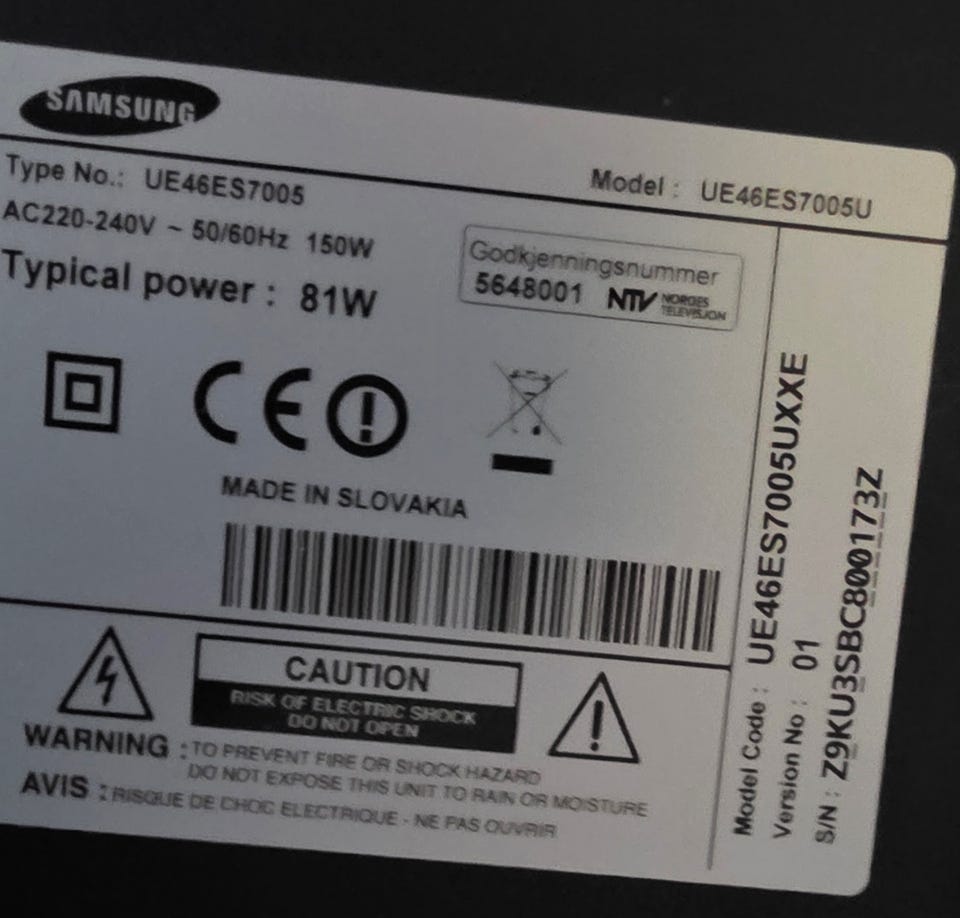 SAMSUNG
Type No.: UE46ES7005
Model : UE46ES7005U
AC220-240V ~ 50/60Hz 150W
Typical power : 81W
Godkjenningsnummer
5648001 NTV NORGES
TELEVISJON
CE
MADE IN SLOVAKIA
CAUTION
RISK OF ELECTRIC SHOCK
DO NOT OPEN
WARNING : TO PREVENT FIRE OR SHOCK HAZARD
DO NOT EXPOSE THIS UNIT TO RAIN OR MOISTURE
AVIS : RISQUE DE CHOC ELECTRIQUE - NE PAS OUVRIR
Model Code : UE46ES7005UXXE
Version No : 01
S/N : Z9KU3SBC800173Z